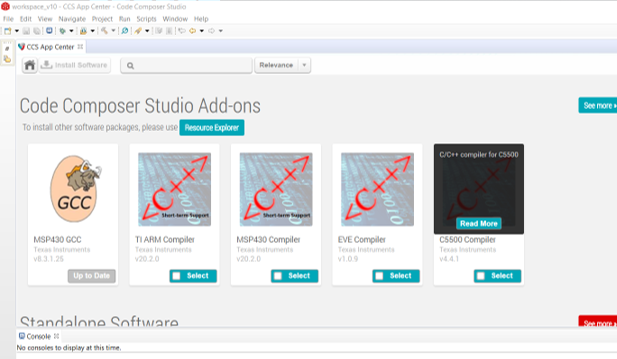 workspace_v10 - CCS App Center - Code Composer Studio
File Edit View Navigate Project Run Scripts Window Help
CCS App Center
Install Software
Relevance
Code Composer Studio Add-ons
See more »
To install other software packages, please use Resource Explorer
GCC
MSP430 GCC
Texas Instruments
v8.3.1.25
Up to Date
<C++>
Short-term Support
TI ARM Compiler
Texas Instruments
v20.2.0
Select
<C++>
Short-term Support
MSP430 Compiler
Texas Instruments
v20.2.0
Select
<C++>
EVE Compiler
Texas Instruments
v1.0.9
Select
C/C++ compiler for C5500
Read More
C5500 Compiler
Texas Instruments
v4.4.1
Select
Standalone Software
See more »
Console
No consoles to display at this time.